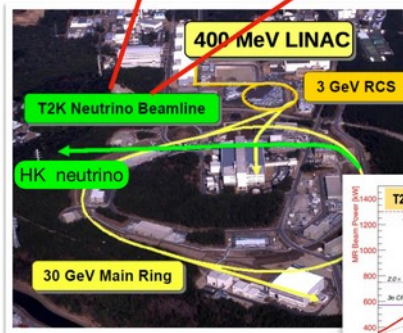 400 MeV LINAC
3 GeV RCS
T2K Neutrino Beamline
HK neutrino
30 GeV Main Ring
T2
MR Beam Power [kW]
1400
1200
1000
800
600
400